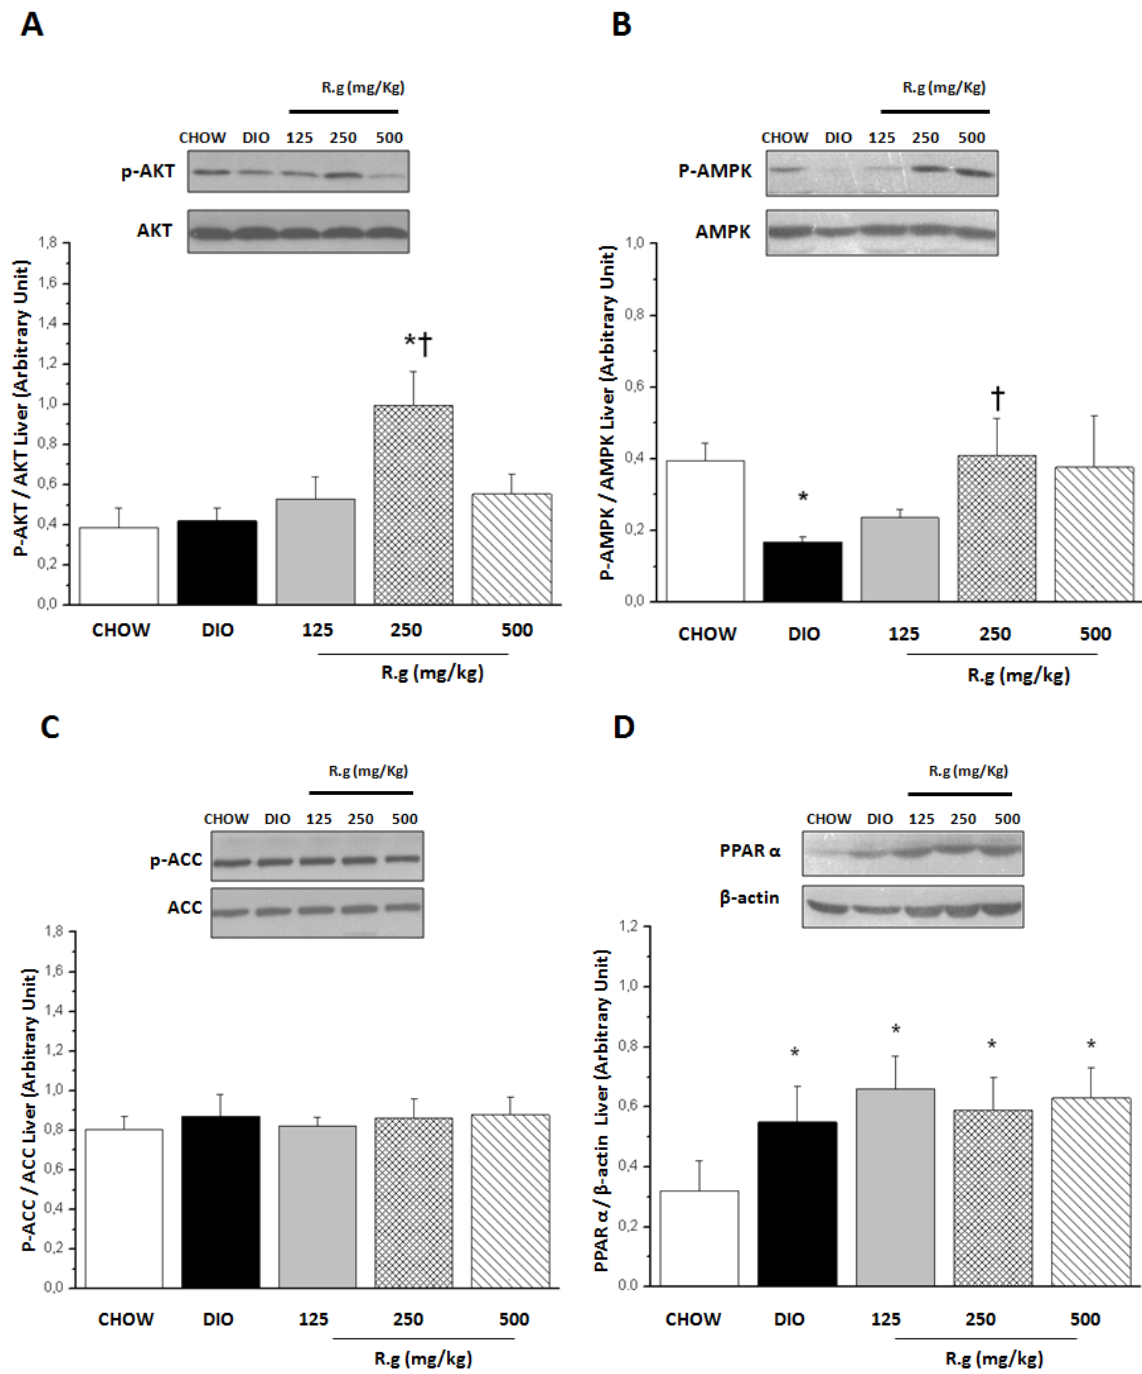 A
R.g (mg/Kg)
CHOW DIO 125 250 500
p-AKT
AKT
P-AKT / AKT Liver (Arbitrary Unit)
1,8
1,6
1,4
1,2
1,0
0,8
0,6
0,4
0,2
0,0
*†
CHOW DIO 125 250 500
R.g (mg/kg)
B
R.g (mg/Kg)
CHOW DIO 125 250 500
P-AMPK
AMPK
P-AMPK / AMPK Liver (Arbitrary Unit)
1,0
0,8
0,6
0,4
0,2
0,0
*
†
CHOW DIO 125 250 500
R.g (mg/kg)
C
R.g (mg/Kg)
CHOW DIO 125 250 500
p-ACC
ACC
P-ACC / ACC Liver (Arbitrary Unit)
1,8
1,6
1,4
1,2
1,0
0,8
0,6
0,4
0,2
0,0
CHOW DIO 125 250 500
R.g (mg/kg)
D
R.g (mg/Kg)
CHOW DIO 125 250 500
PPAR α
β-actin
PPAR α/ β-actin Liver (Arbitrary Unit)
1,2
1,0
0,8
0,6
0,4
0,2
0.0
* * * *
CHOW DIO 125 250 500
R.g (mg/kg)